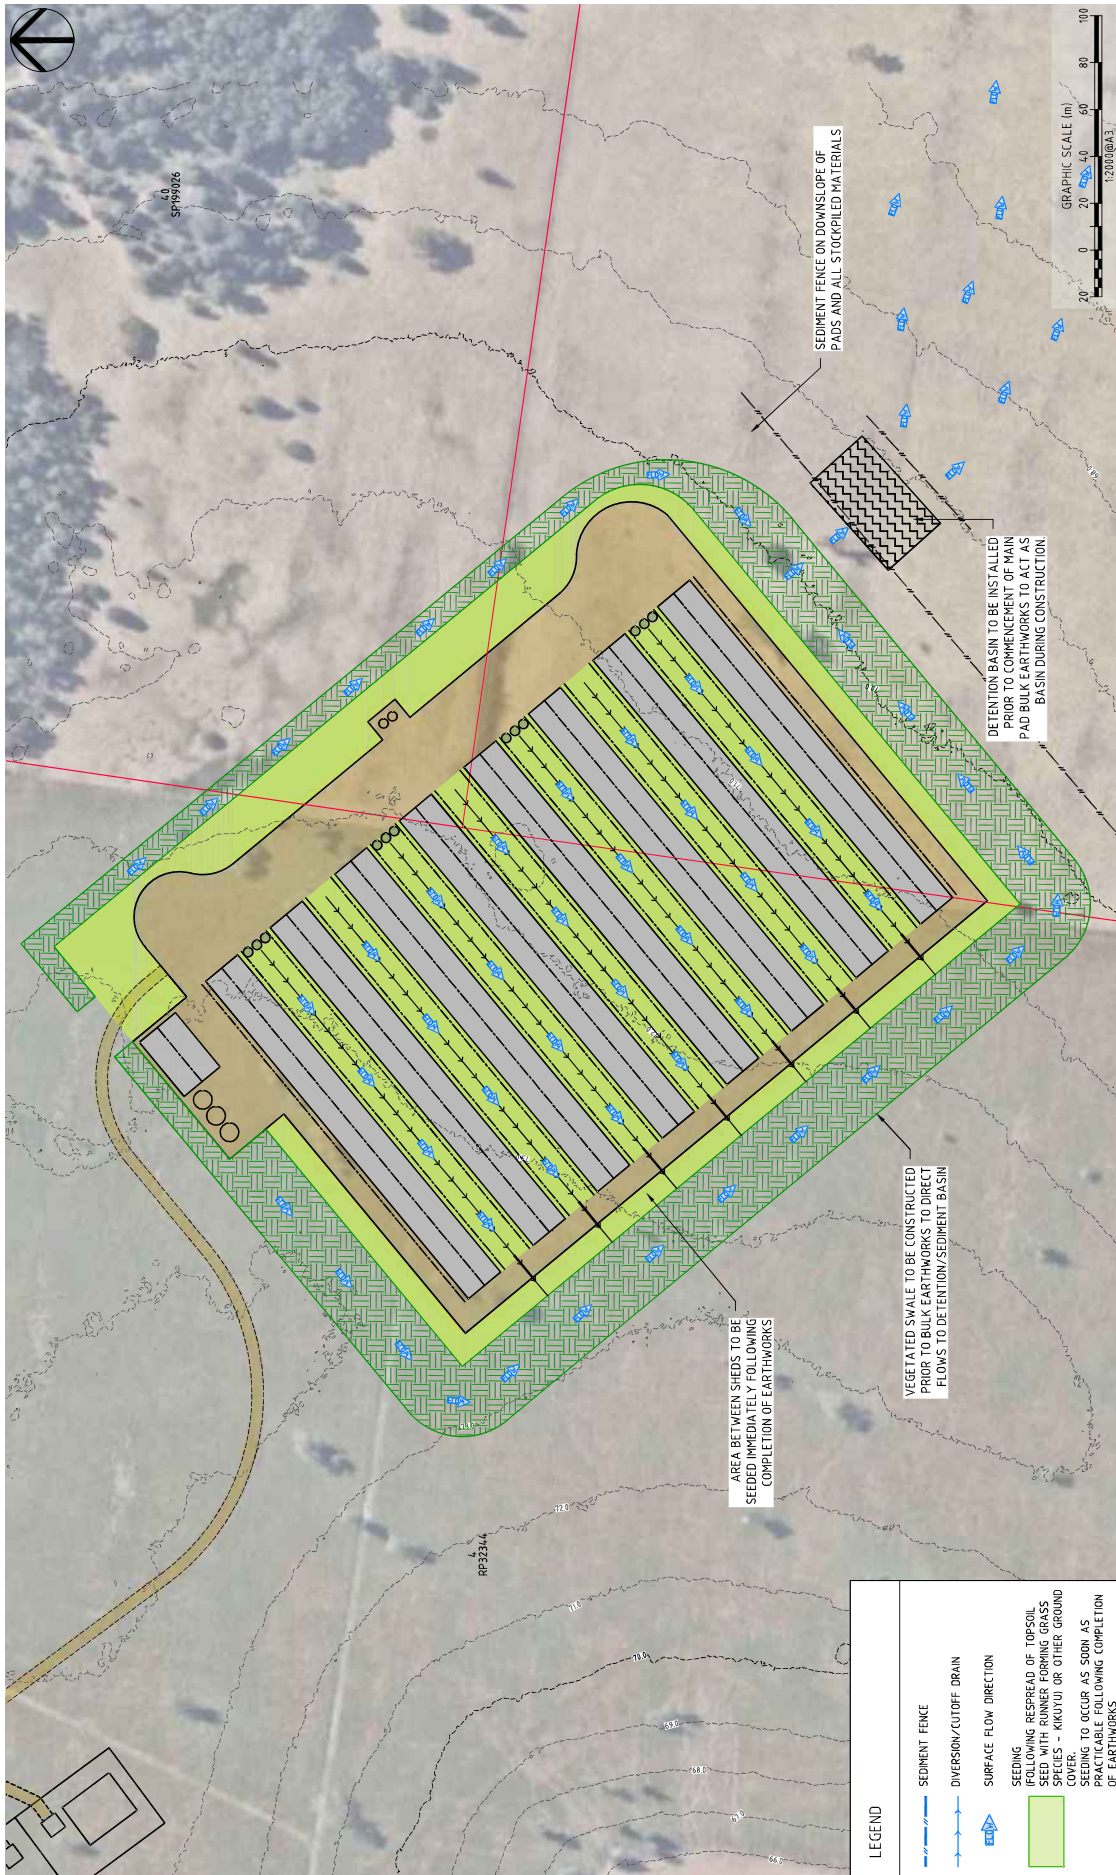 40
SP199026
SEDIMENT FENCE ON DOWNSLOPE OF
PADS AND ALL STOCKPILED MATERIALS
GRAPHIC SCALE (m)
20 0 20 40 60 80 100
1:2000@A3
DETENTION BASIN TO BE INSTALLED
PRIOR TO COMMENCEMENT OF MAIN
PAD BULK EARTHWORKS TO ACT AS
BASIN DURING CONSTRUCTION.
VEGETATED SWALE TO BE CONSTRUCTED
PRIOR TO BULK EARTHWORKS TO DIRECT
FLOWS TO DETENTION/SEDIMENT BASIN
AREA BETWEEN SHEDS TO BE
SEEDED IMMEDIATELY FOLLOWING
COMPLETION OF EARTHWORKS
4
RP32344
72.0
71.0
70.0
69.0
68.0
67.0
66.0
LEGEND
SEDIMENT FENCE
DIVERSION/CUTOFF DRAIN
FLOW
SURFACE FLOW DIRECTION
SEEDING
(FOLLOWING RESPREAD OF TOPSOIL
SEED WITH RUNNER FORMING GRASS
SPECIES - KIKUYU) OR OTHER GROUND
COVER.
SEEDING TO OCCUR AS SOON AS
PRACTICABLE FOLLOWING COMPLETION
OF EARTHWORKS